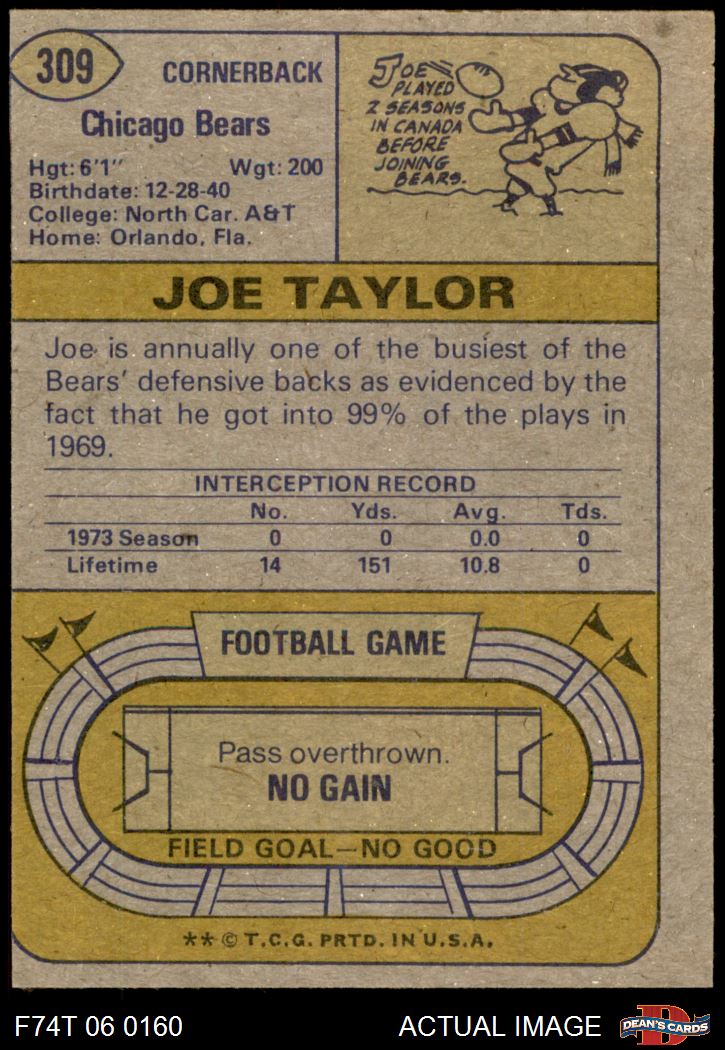 309
CORNERBACK
Chicago Bears
Hgt: 6'1" Wgt: 200
Birthdate: 12-28-40
College: North Car. A&T
Home: Orlando, Fla.
JOE
PLAYED
2 SEASONS
IN CANADA
BEFORE
JOINING
BEARS.
JOE TAYLOR
Joe is annually one of the busiest of the
Bears' defensive backs as evidenced by the
fact that he got into 99% of the plays in
1969.
INTERCEPTION RECORD
No. Yds. Avg. Tds.
1973 Season 0 0 0.0 0
Lifetime 14 151 10.8 0
FOOTBALL GAME
Pass overthrown.
NO GAIN
FIELD GOAL—NO GOOD
** © T.C.G. PRTD. IN U.S.A.
F74T 06 0160 ACTUAL IMAGE
D
DEAN'S CARDS